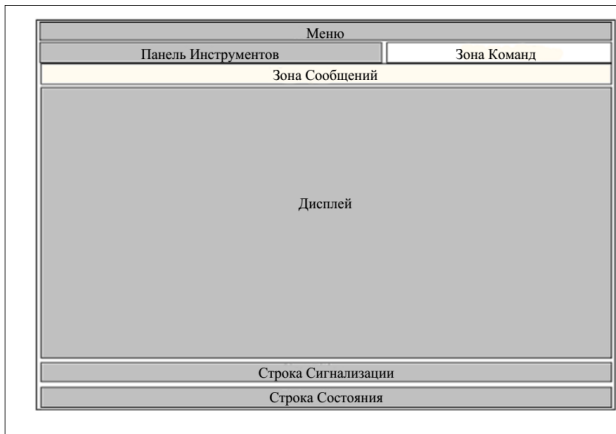 Меню
Панель Инструментов
Зона Команд
Зона Сообщений
Дисплей
Строка Сигнализации
Строка Состояния